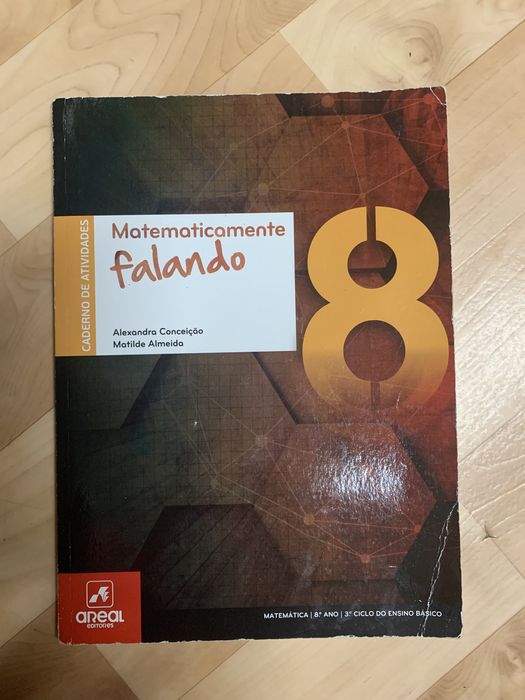 CADERNO DE ATIVIDADES
Matematicamente
falando
8
Alexandra Conceição
Matilde Almeida
AREAL
EDITORES
MATEMÁTICA | 8.º ANO | 3.º CICLO DO ENSINO BÁSICO